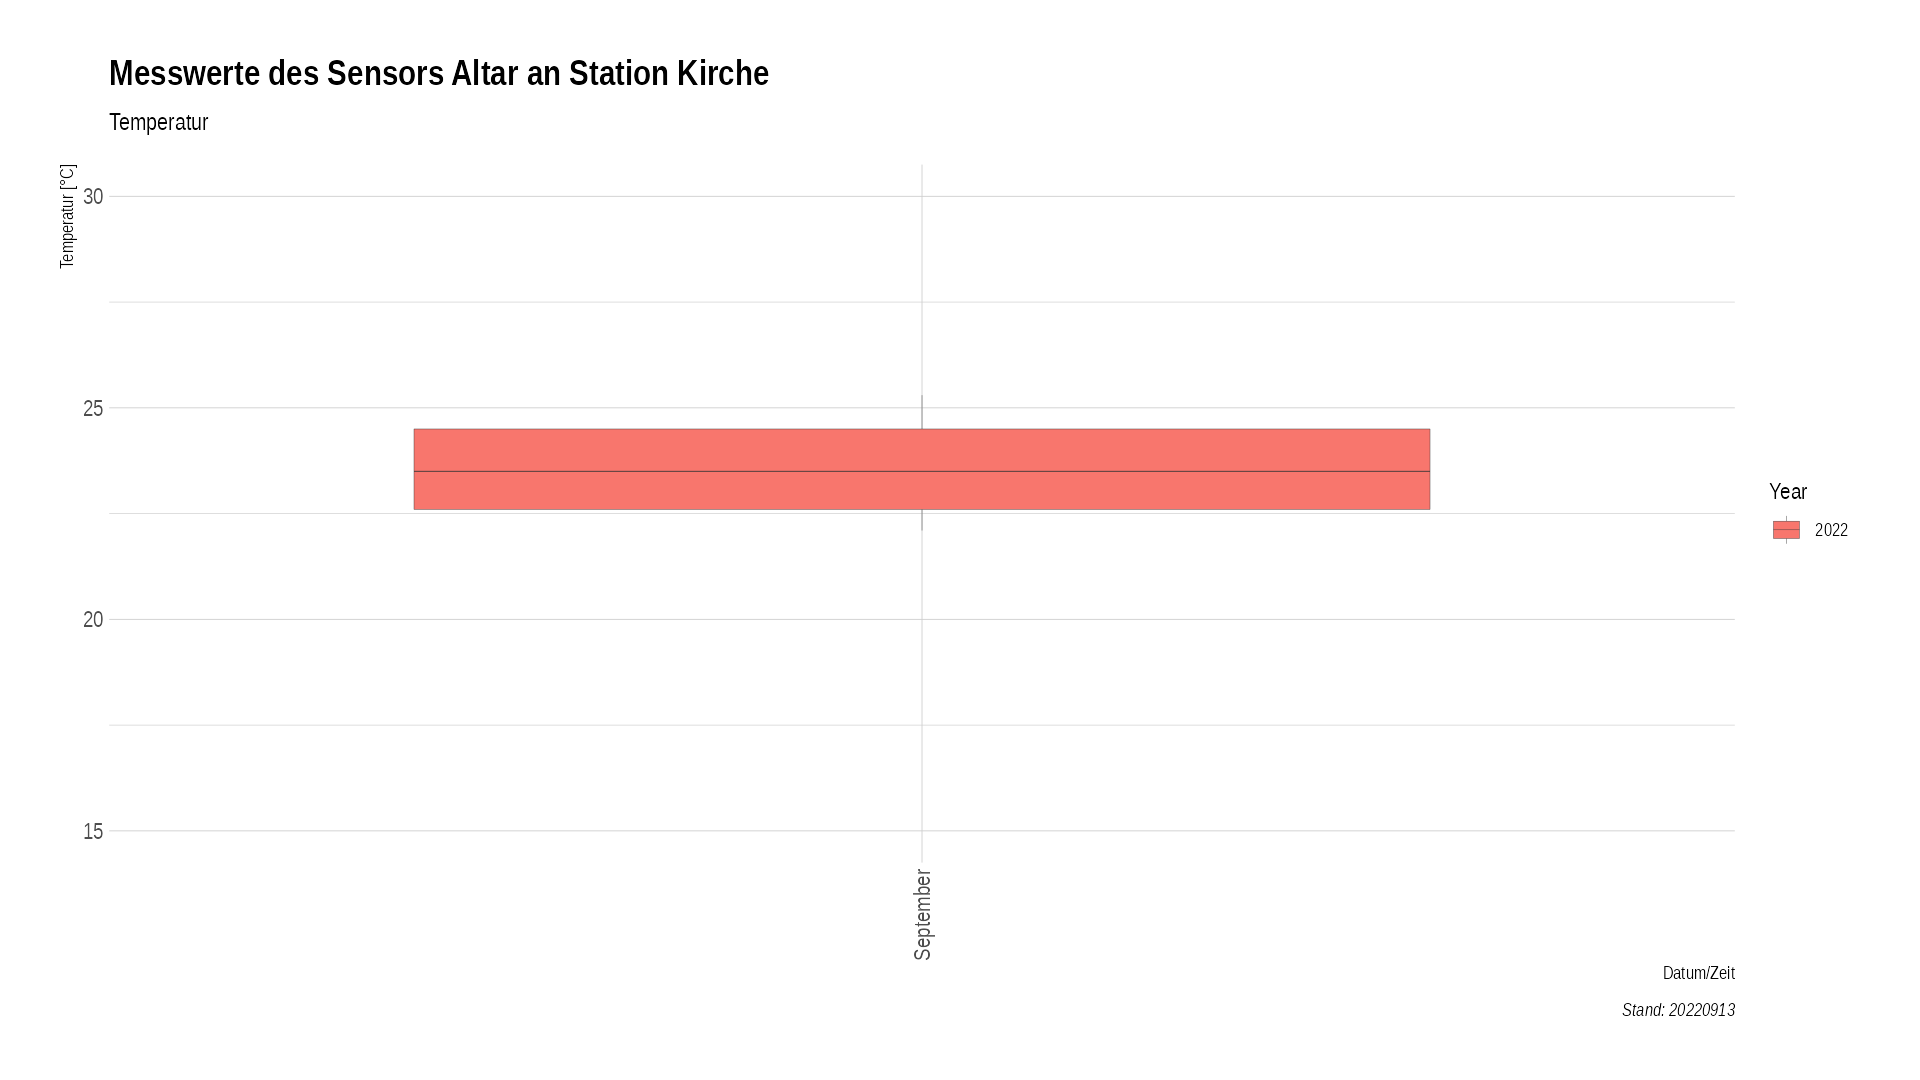 Messwerte des Sensors Altar an Station Kirche
Temperatur
Temperatur [°C]
30
25
20
15
September
Datum/Zeit
Stand: 20220913
Year
2022